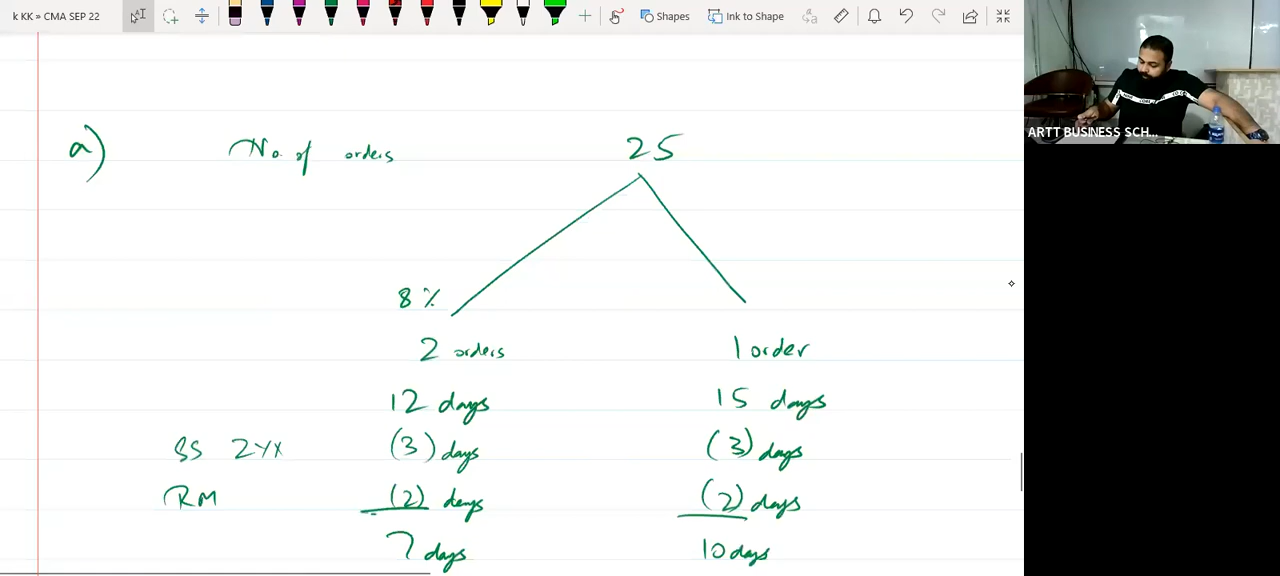 k KK » CMA SEP 22
Shapes
Ink to Shape
ARTT BUSINESS SCH...
a) No. of orders 25
8 %
2 orders 1 order
12 days 15 days
SS ZYX (3) days (3) days
RM (2) days (2) days
7 days 10 days